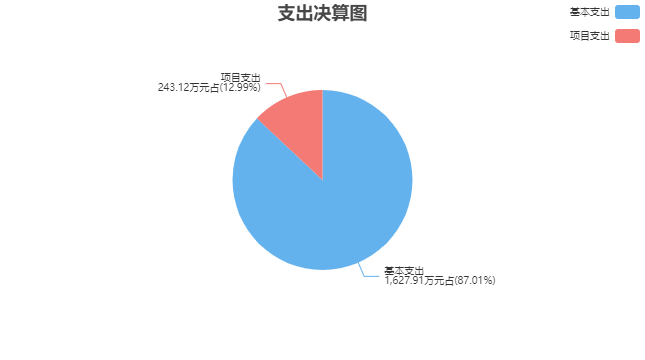 支出决算图
基本支出
项目支出
项目支出
243.12万元占(12.99%)
基本支出
1,627.91万元占(87.01%)